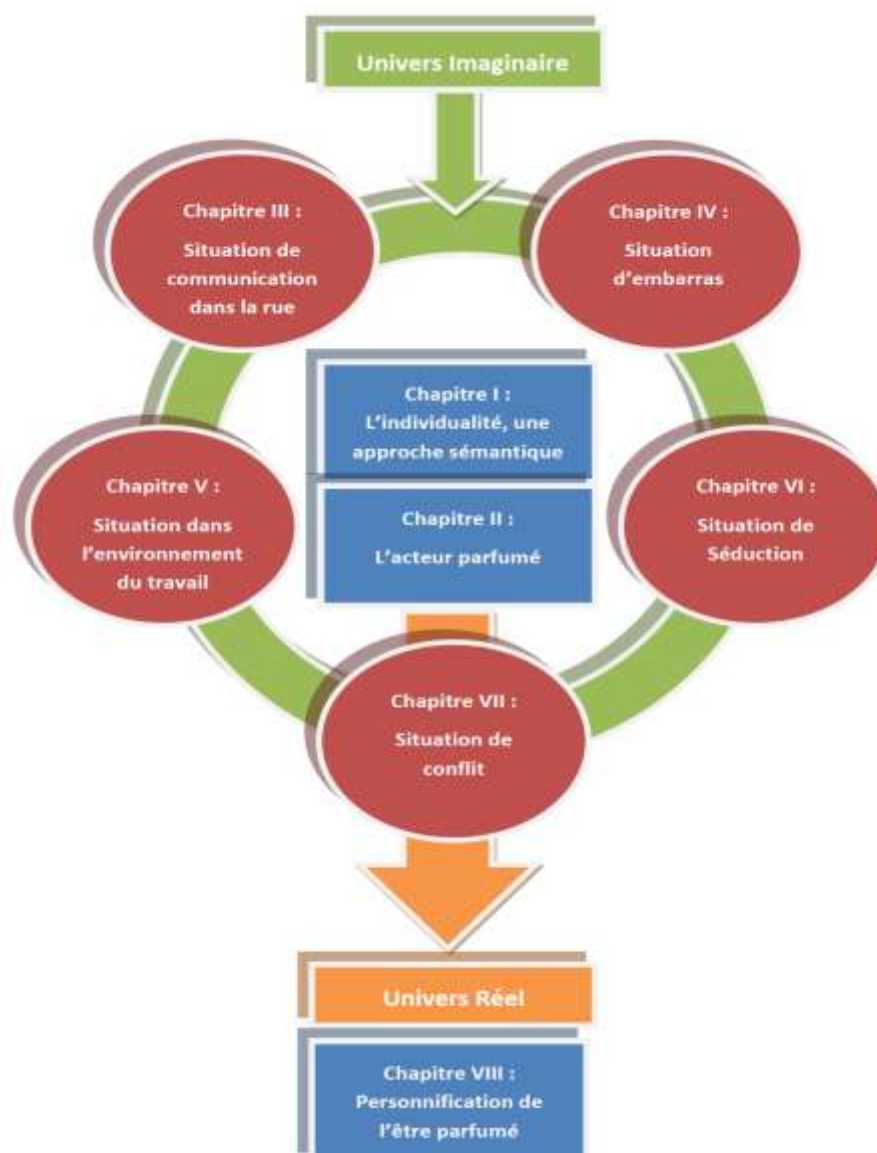 Univers Imaginaire
Chapitre III :
Situation de
communication
dans la rue
Chapitre IV :
Situation
d'embarras
Chapitre I :
L'individualité, une
approche sémantique
Chapitre II :
L'acteur parfumé
Chapitre V :
Situation dans
l'environnement
du travail
Chapitre VI :
Situation de
Séduction
Chapitre VII :
Situation de
conflit
Univers Réel
Chapitre VIII :
Personnification de
l'être parfumé